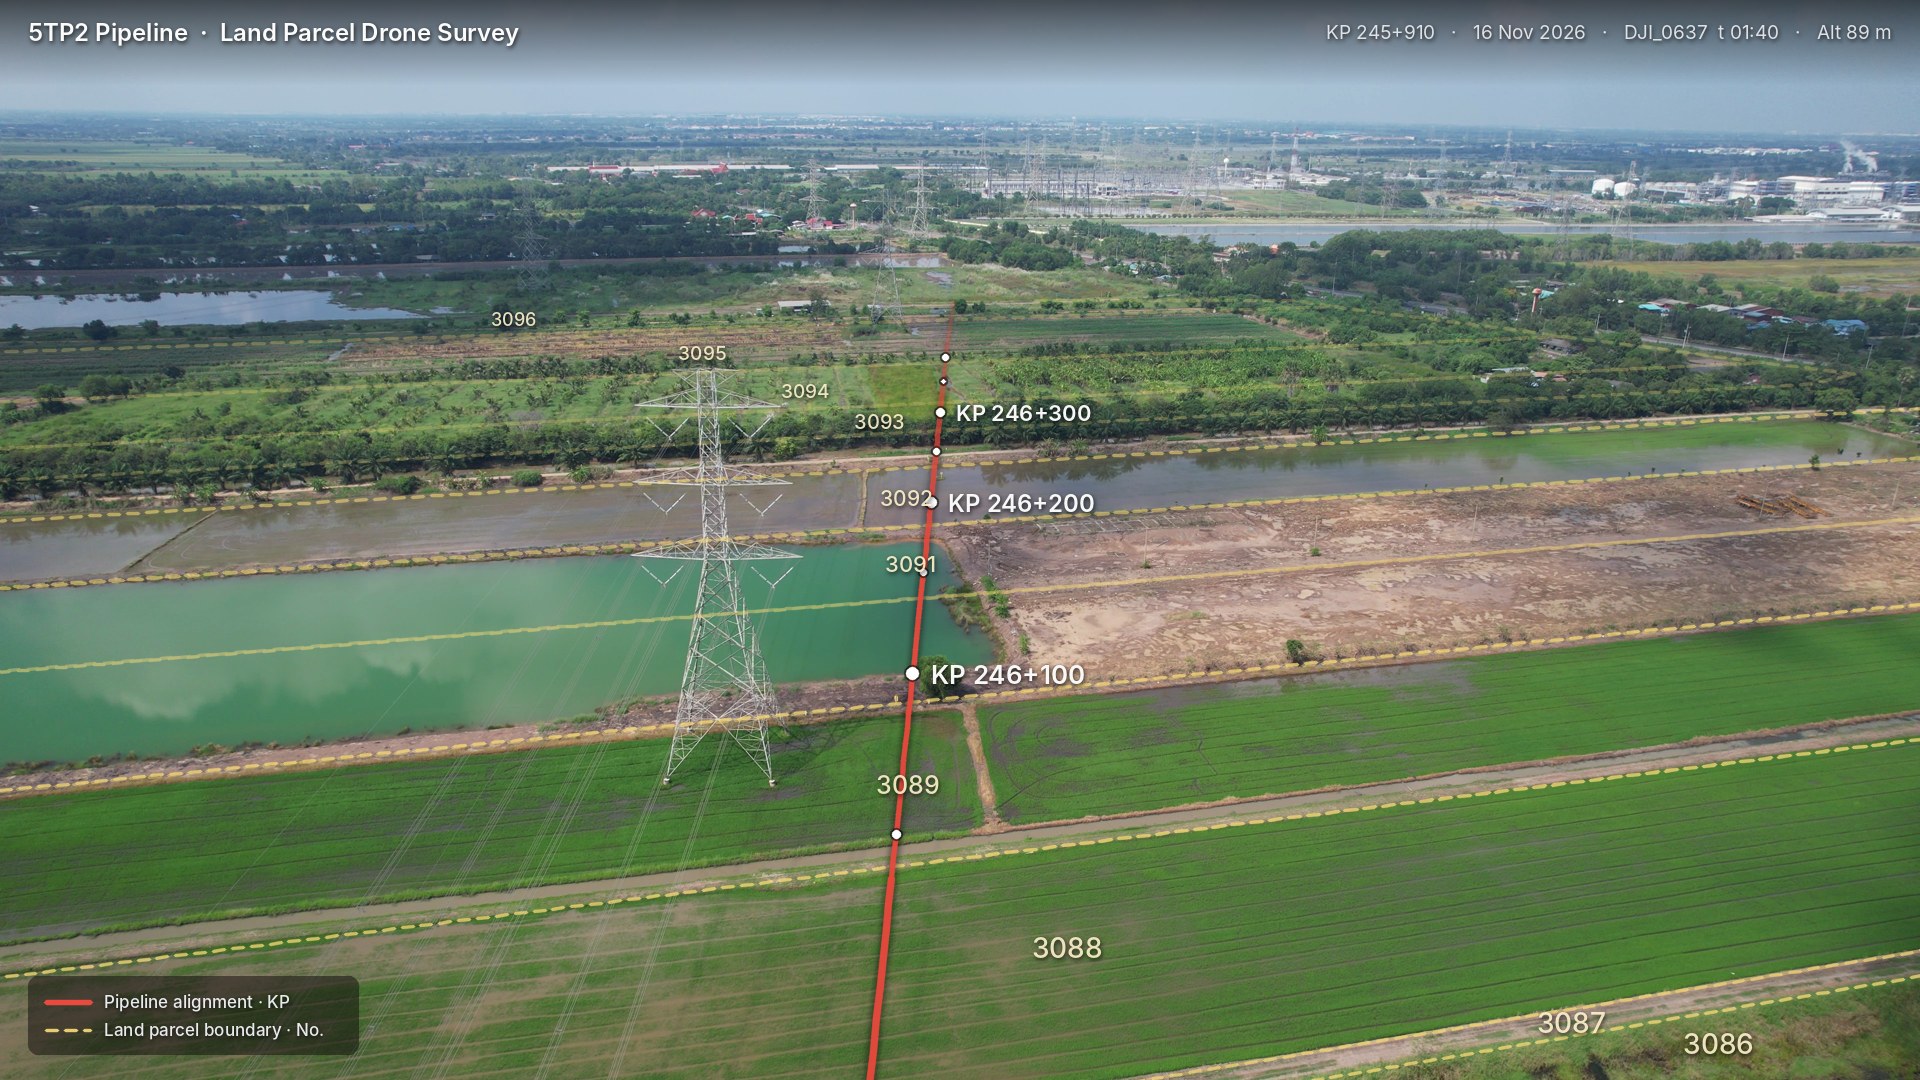 5TP2 Pipeline · Land Parcel Drone Survey
KP 245+910 · 16 Nov 2026 · DJI_0637 t 01:40 · Alt 89 m
3096
3095
3094
3093
KP 246+300
3092
KP 246+200
3091
KP 246+100
3089
3088
3087
3086
Pipeline alignment · KP
Land parcel boundary · No.